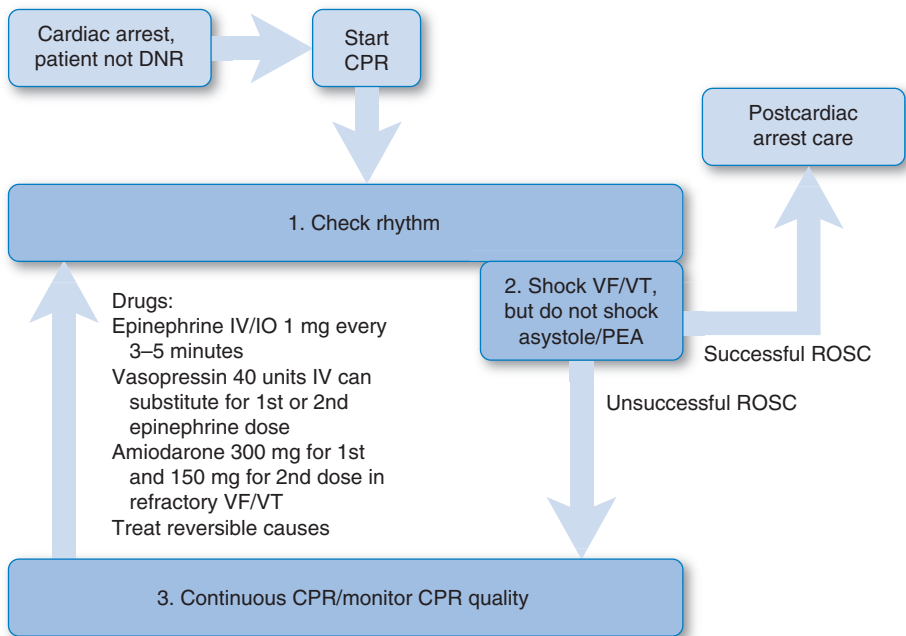 Cardiac arrest,
patient not DNR
Start
CPR
Postcardiac
arrest care
1. Check rhythm
2. Shock VF/VT,
but do not shock
asystole/PEA
Successful ROSC
Unsuccessful ROSC
Drugs:
Epinephrine IV/IO 1 mg every
3–5 minutes
Vasopressin 40 units IV can
substitute for 1st or 2nd
epinephrine dose
Amiodarone 300 mg for 1st
and 150 mg for 2nd dose in
refractory VF/VT
Treat reversible causes
3. Continuous CPR/monitor CPR quality